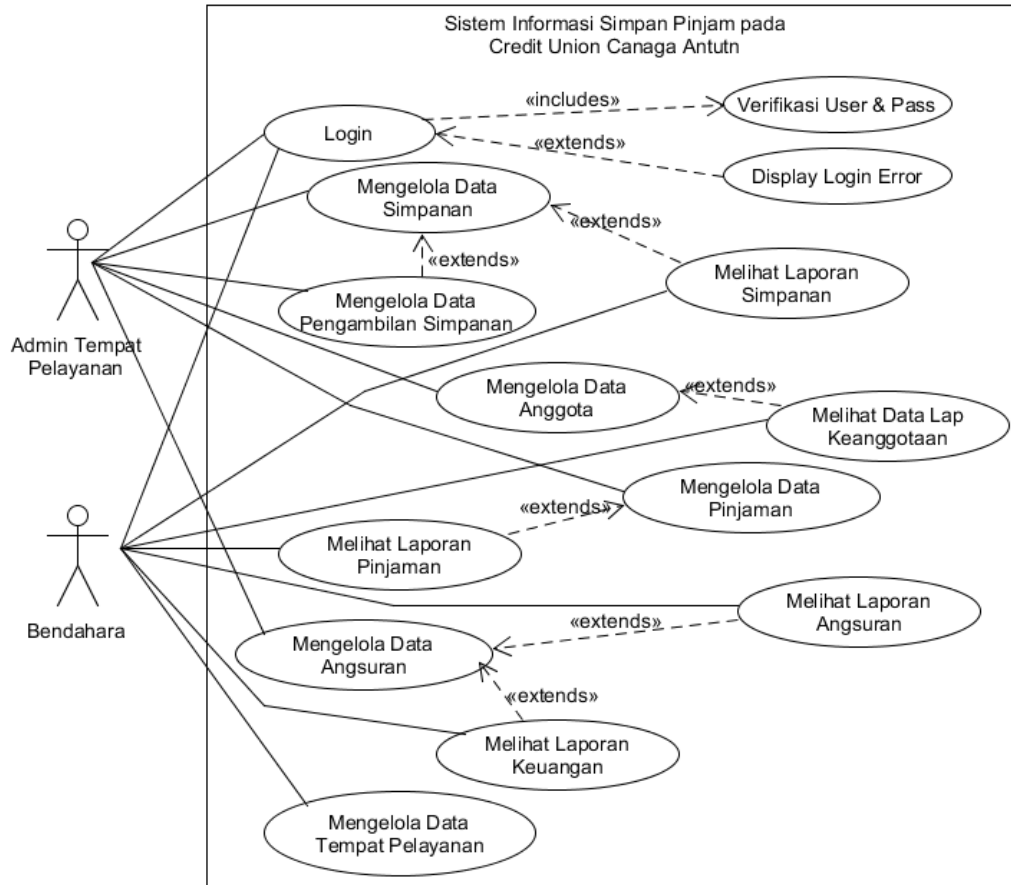 Sistem Informasi Simpan Pinjam pada
Credit Union Canaga Antutn
«includes»
Verifikasi User & Pass
Login
«extends»
Display Login Error
Mengelola Data
Simpanan
«extends»
«extends»
Melihat Laporan
Simpanan
Mengelola Data
Pengambilan Simpanan
Admin Tempat
Pelayanan
Mengelola Data
Anggota
«extends»
Melihat Data Lap
Keanggotaan
Mengelola Data
Pinjaman
«extends»
Melihat Laporan
Pinjaman
Bendahara
Melihat Laporan
Angsuran
«extends»
Mengelola Data
Angsuran
«extends»
Melihat Laporan
Keuangan
Mengelola Data
Tempat Pelayanan